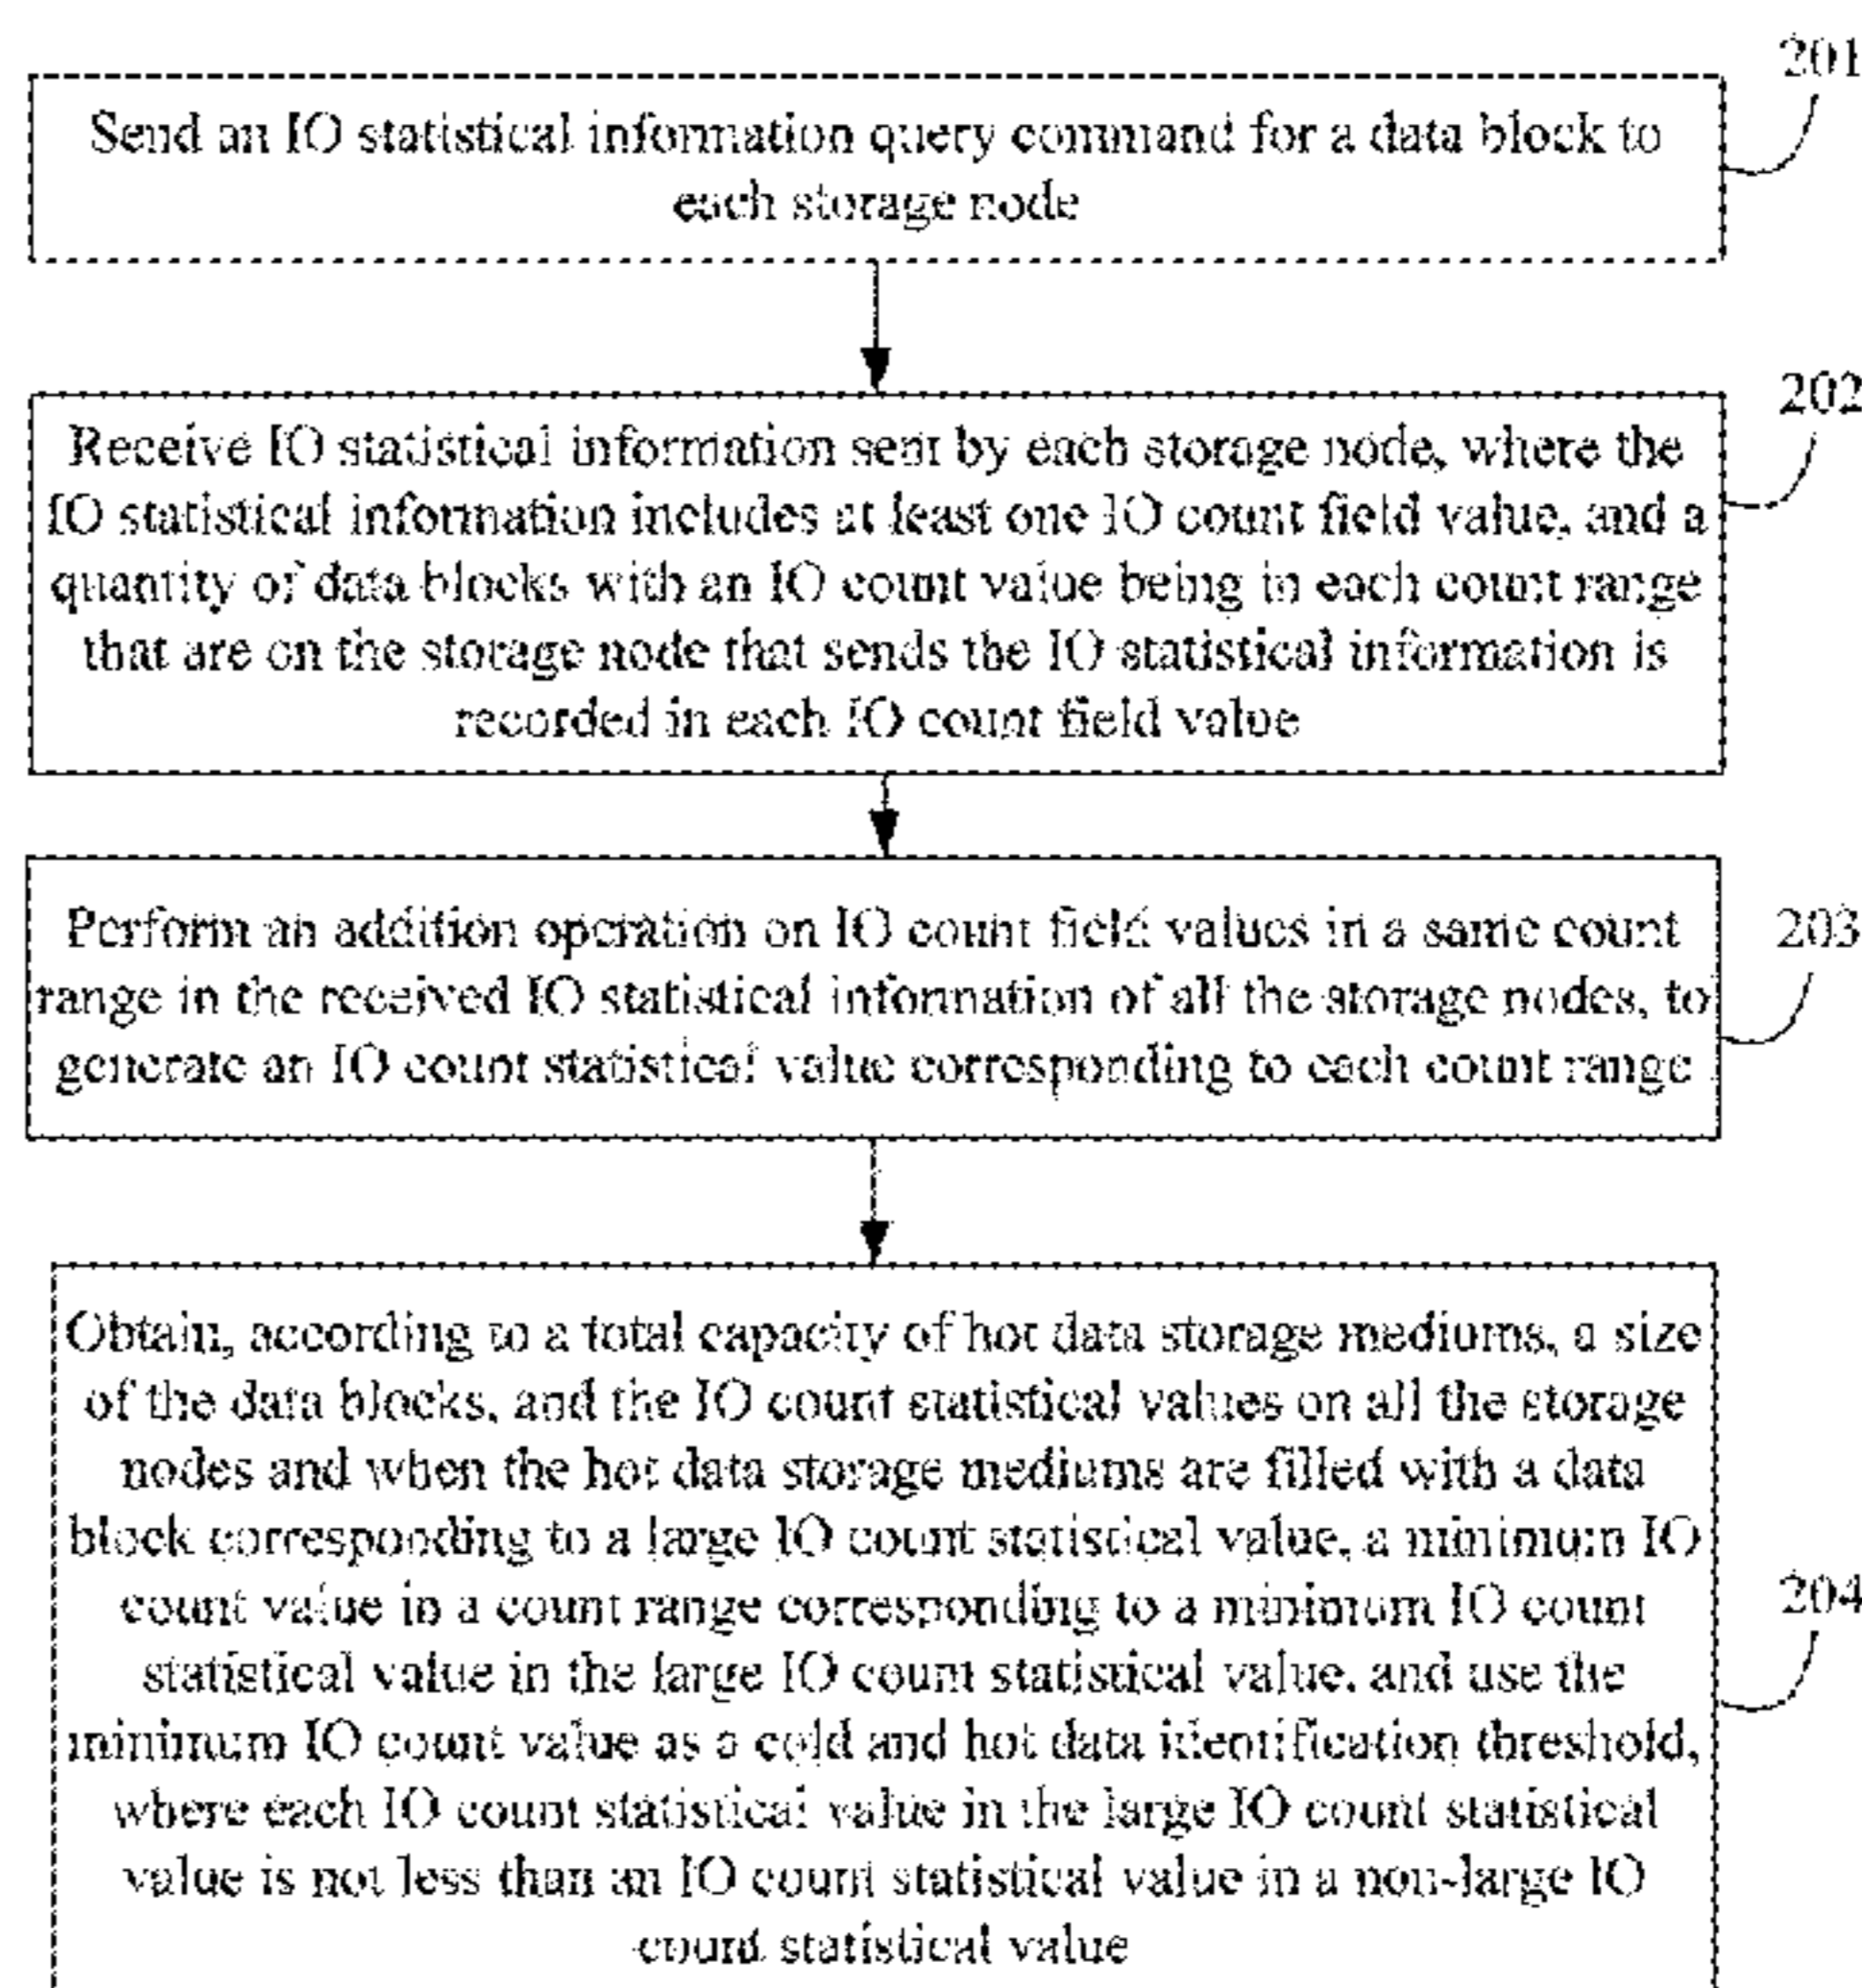 201
Send an IO statistical information query command for a data block to
each storage node
202
Receive IO statistical information sent by each storage node, where the
IO statistical information includes at least one IO count field value, and a
quantity of data blocks with an IO count value being in each count range
that are on the storage node that sends the IO statistical information is
recorded in each IO count field value
203
Perform an addition operation on IO count field values in a same count
range in the received IO statistical information of all the storage nodes, to
generate an IO count statistical value corresponding to each count range
204
Obtain, according to a total capacity of hot data storage mediums, a size
of the data blocks, and the IO count statistical values on all the storage
nodes and when the hot data storage mediums are filled with a data
block corresponding to a large IO count statistical value, a minimum IO
count value in a count range corresponding to a minimum IO count
statistical value in the large IO count statistical value, and use the
minimum IO count value as a cold and hot data identification threshold,
where each IO count statistical value in the large IO count statistical
value is not less than an IO count statistical value in a non-large IO
count statistical value